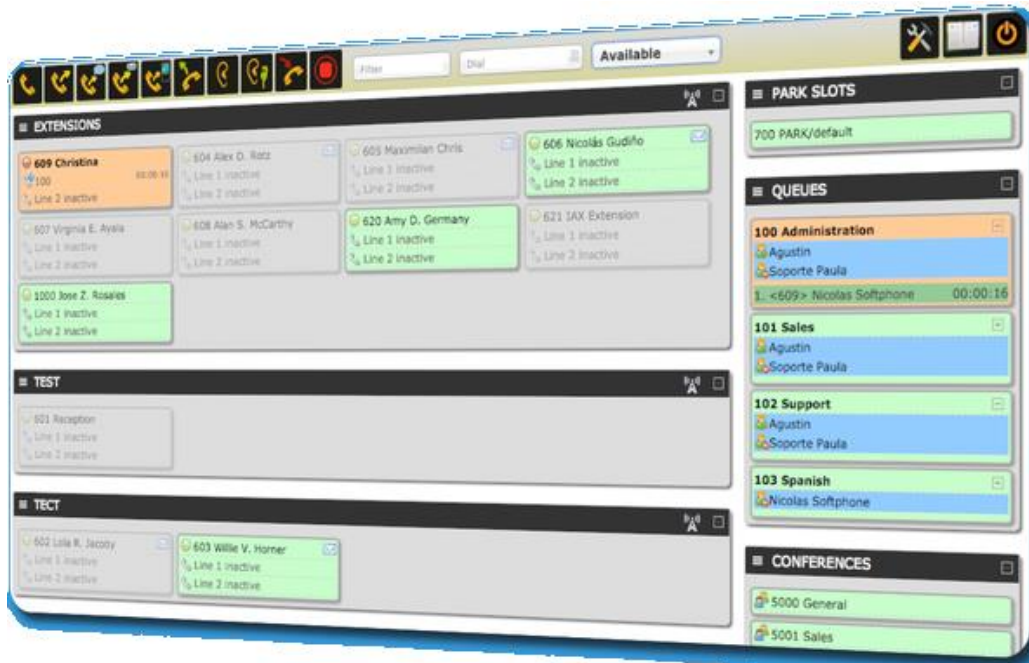 Filter
Dial
Available
EXTENSIONS
609 Christina
100
00:00:16
Line 2 inactive
604 Alex D. Rotz
Line 1 inactive
Line 2 inactive
605 Maximilan Chris
Line 1 inactive
Line 2 inactive
606 Nicolás Gudiño
Line 1 inactive
Line 2 inactive
607 Virginia E. Ayala
Line 1 inactive
Line 2 inactive
608 Alan S. McCarthy
Line 1 inactive
Line 2 inactive
620 Amy D. Germany
Line 1 inactive
Line 2 inactive
621 IAX Extension
Line 1 inactive
Line 2 inactive
1000 Jose Z. Rosales
Line 1 inactive
Line 2 inactive
TEST
601 Reception
Line 1 inactive
Line 2 inactive
TECT
602 Lola R. Jacoby
Line 1 inactive
Line 2 inactive
603 Willie V. Horner
Line 1 inactive
Line 2 inactive
PARK SLOTS
700 PARK/default
QUEUES
100 Administration
Agustin
Soporte Paula
1. <609> Nicolas Softphone 00:00:16
101 Sales
Agustin
Soporte Paula
102 Support
Agustin
Soporte Paula
103 Spanish
Nicolas Softphone
CONFERENCES
5000 General
5001 Sales